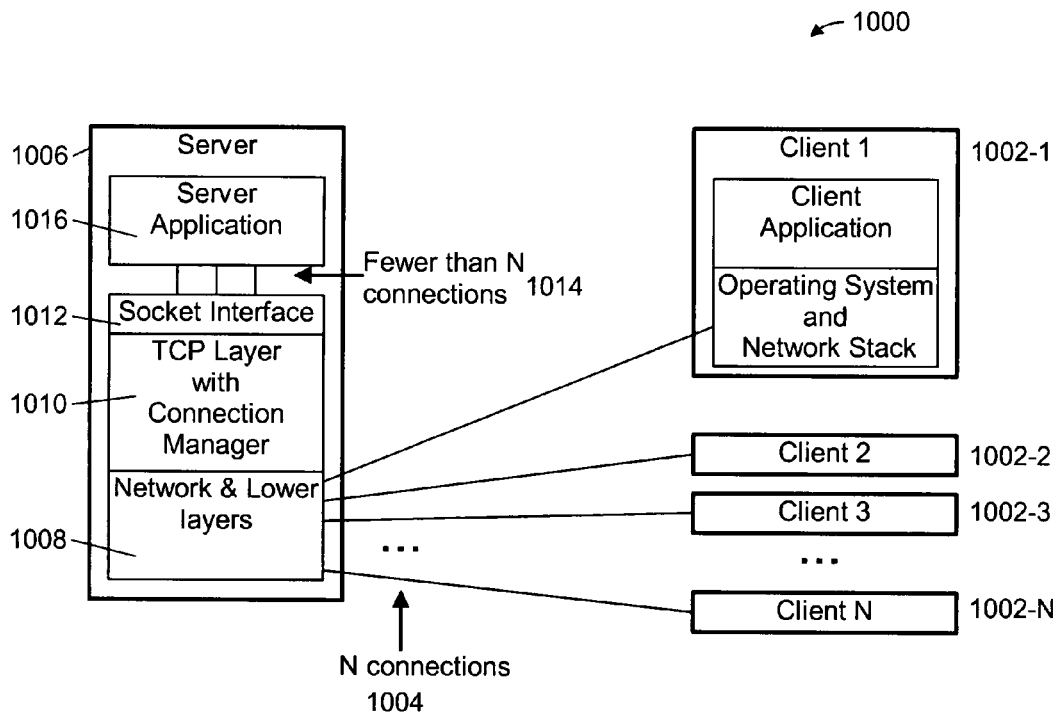 1000
1006
Server
Server
Application
1016
Fewer than N
connections 1014
1012
Socket Interface
TCP Layer
with
Connection
Manager
1010
Network & Lower
layers
1008
...
N connections
1004
Client 1
1002-1
Client
Application
Operating System
and
Network Stack
Client 2
1002-2
Client 3
1002-3
...
Client N
1002-N